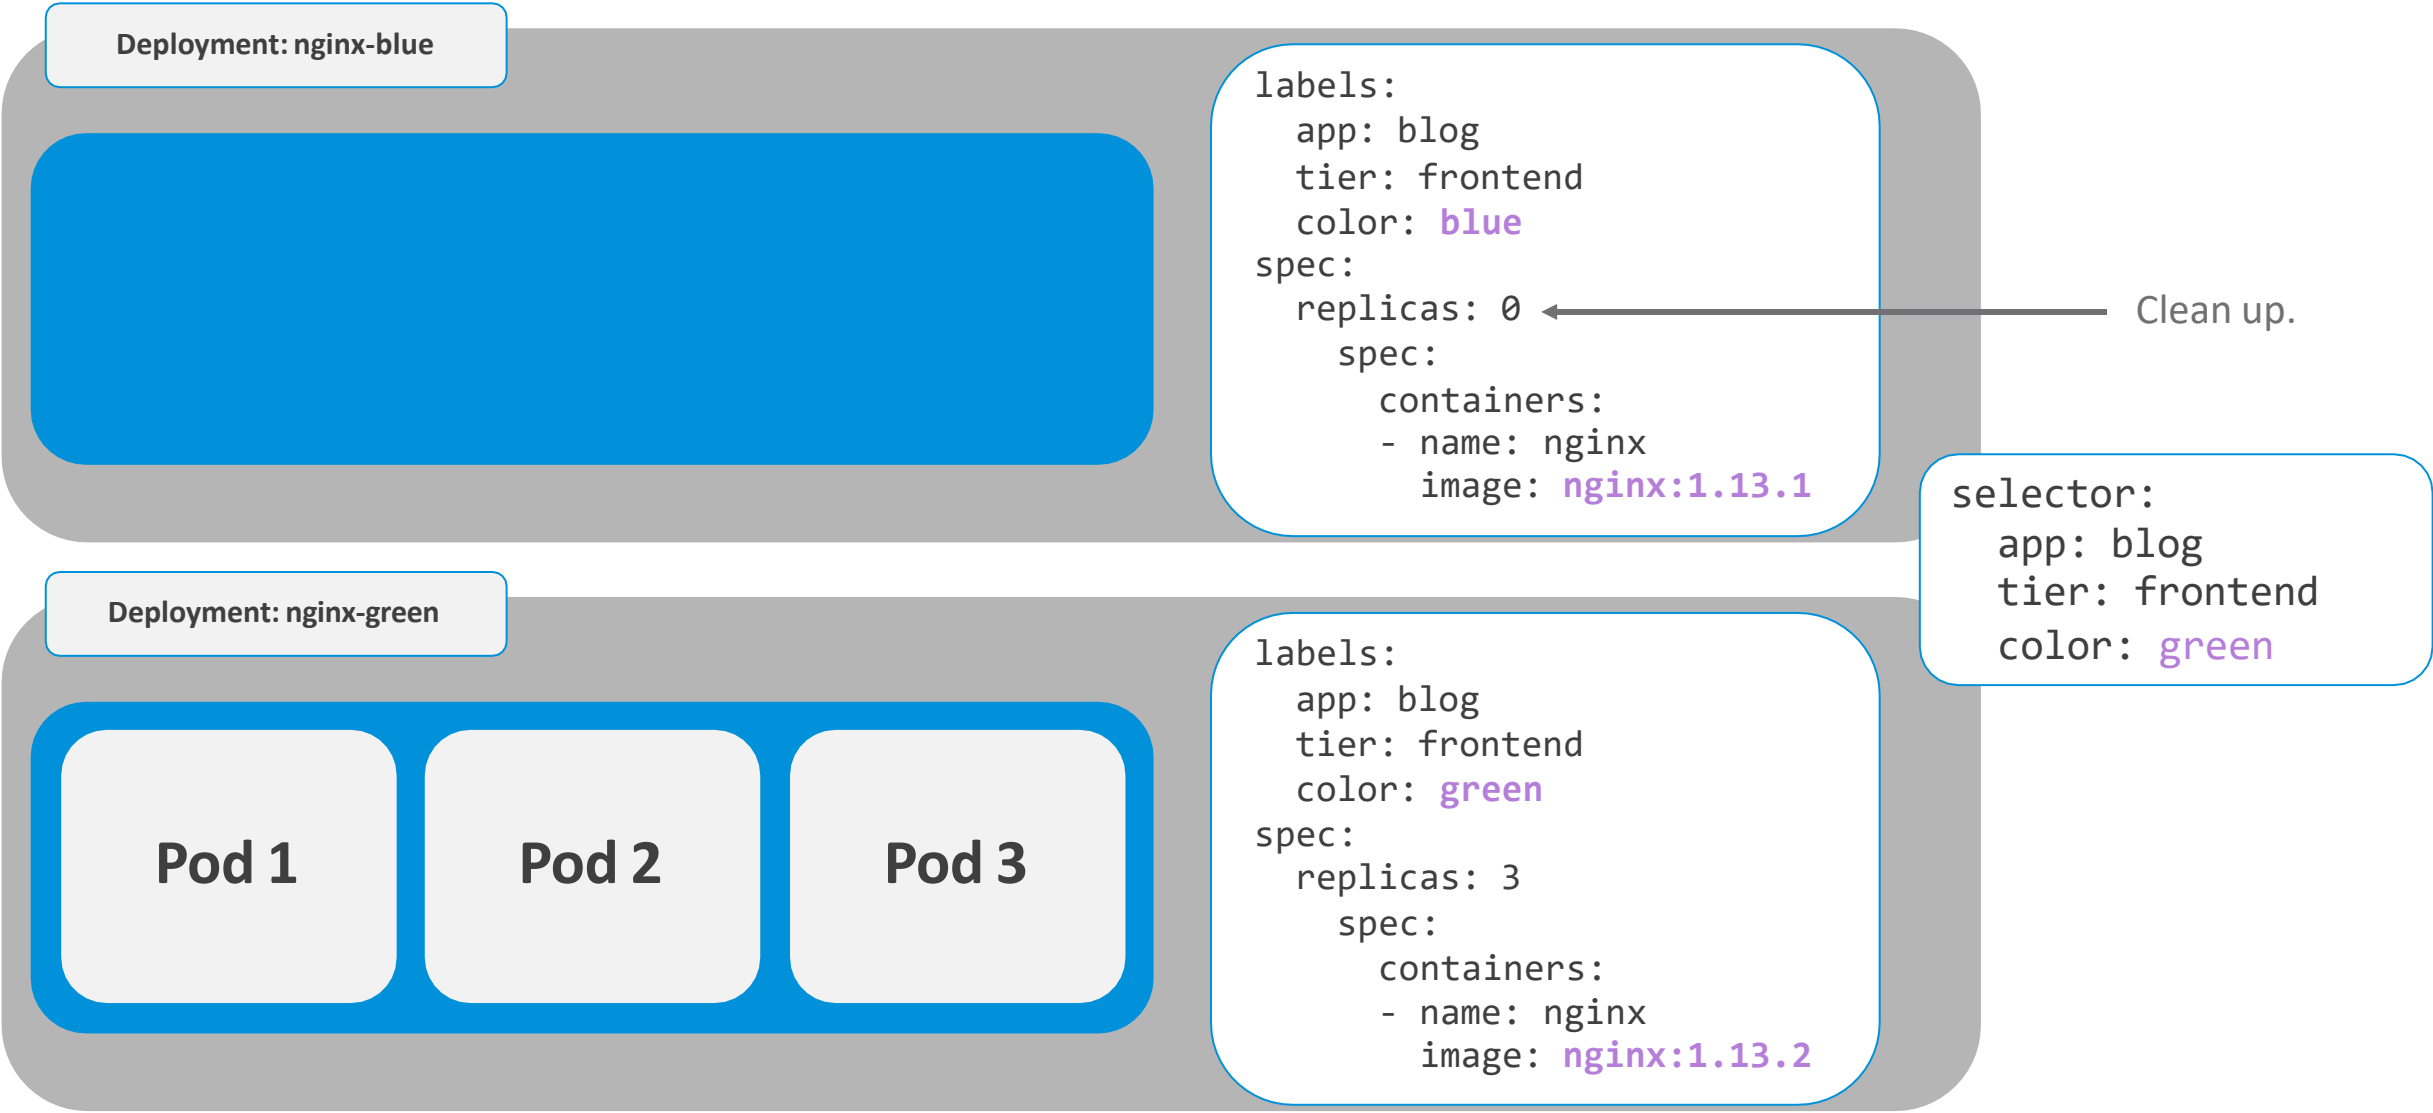 Deployment: nginx-blue
labels:
  app: blog
  tier: frontend
  color: blue
spec:
  replicas: 0
    spec:
      containers:
      - name: nginx
        image: nginx:1.13.1
Clean up.
selector:
  app: blog
  tier: frontend
  color: green
Deployment: nginx-green
Pod 1
Pod 2
Pod 3
labels:
  app: blog
  tier: frontend
  color: green
spec:
  replicas: 3
    spec:
      containers:
      - name: nginx
        image: nginx:1.13.2